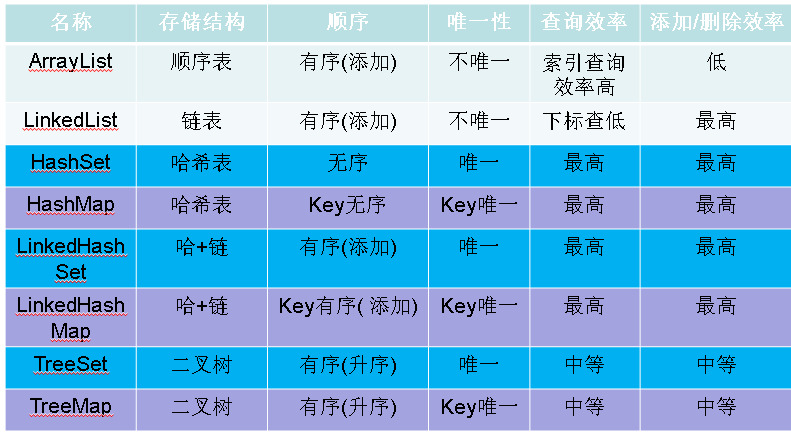 名称 存储结构 顺序 唯一性 查询效率 添加/删除效率
ArrayList 顺序表 有序(添加) 不唯一 索引查询 低
效率高
LinkedList 链表 有序(添加) 不唯一 下标查低 最高
HashSet 哈希表 无序 唯一 最高 最高
HashMap 哈希表 Key无序 Key唯一 最高 最高
LinkedHash 哈+链 有序(添加) 唯一 最高 最高
Set
LinkedHash 哈+链 Key有序( 添加) Key唯一 最高 最高
Map
TreeSet 二叉树 有序(升序) 唯一 中等 中等
TreeMap 二叉树 有序(升序) Key唯一 中等 中等